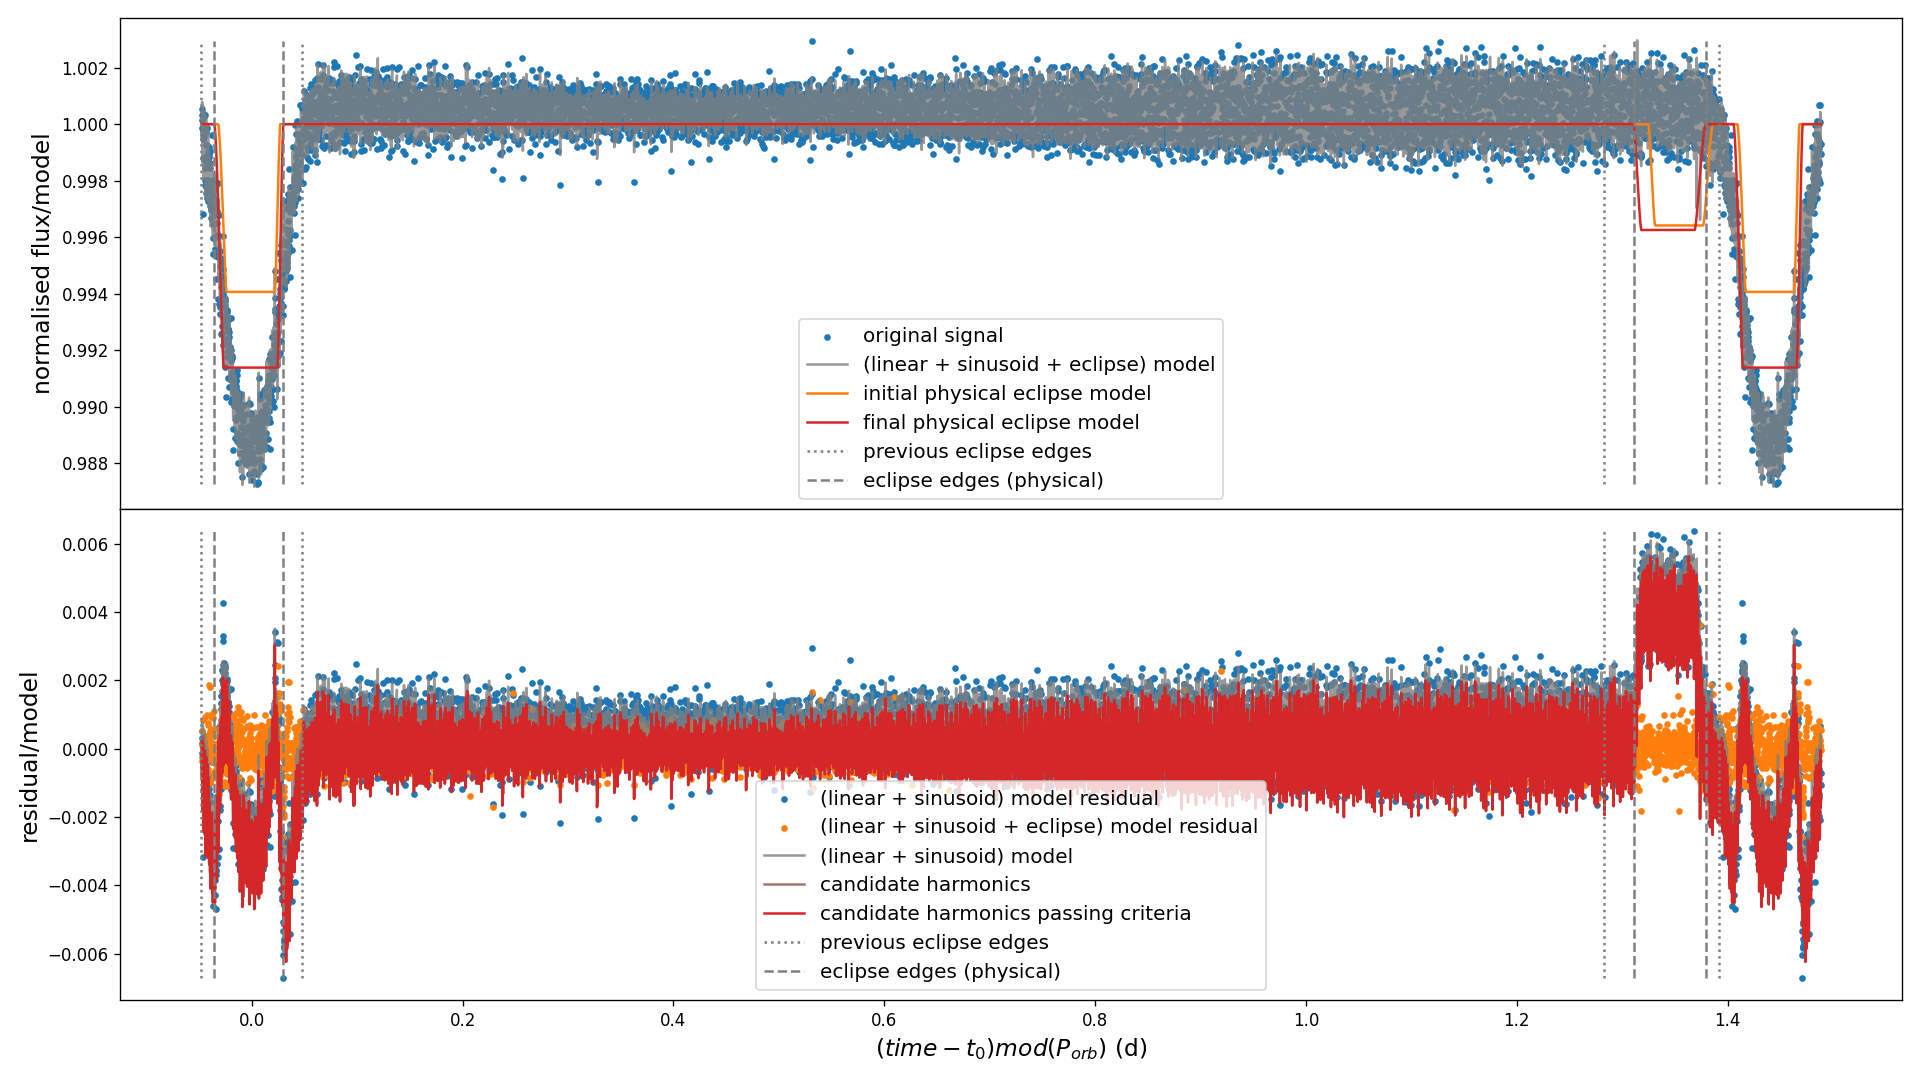 normalised flux/model
1.002
1.000
0.998
0.996
0.994
0.992
0.990
0.988
original signal
(linear + sinusoid + eclipse) model
initial physical eclipse model
final physical eclipse model
previous eclipse edges
eclipse edges (physical)
residual/model
0.006
0.004
0.002
0.000
−0.002
−0.004
−0.006
(linear + sinusoid) model residual
(linear + sinusoid + eclipse) model residual
(linear + sinusoid) model
candidate harmonics
candidate harmonics passing criteria
previous eclipse edges
eclipse edges (physical)
0.0 0.2 0.4 0.6 0.8 1.0 1.2 1.4
(time − t₀)mod(P_orb) (d)